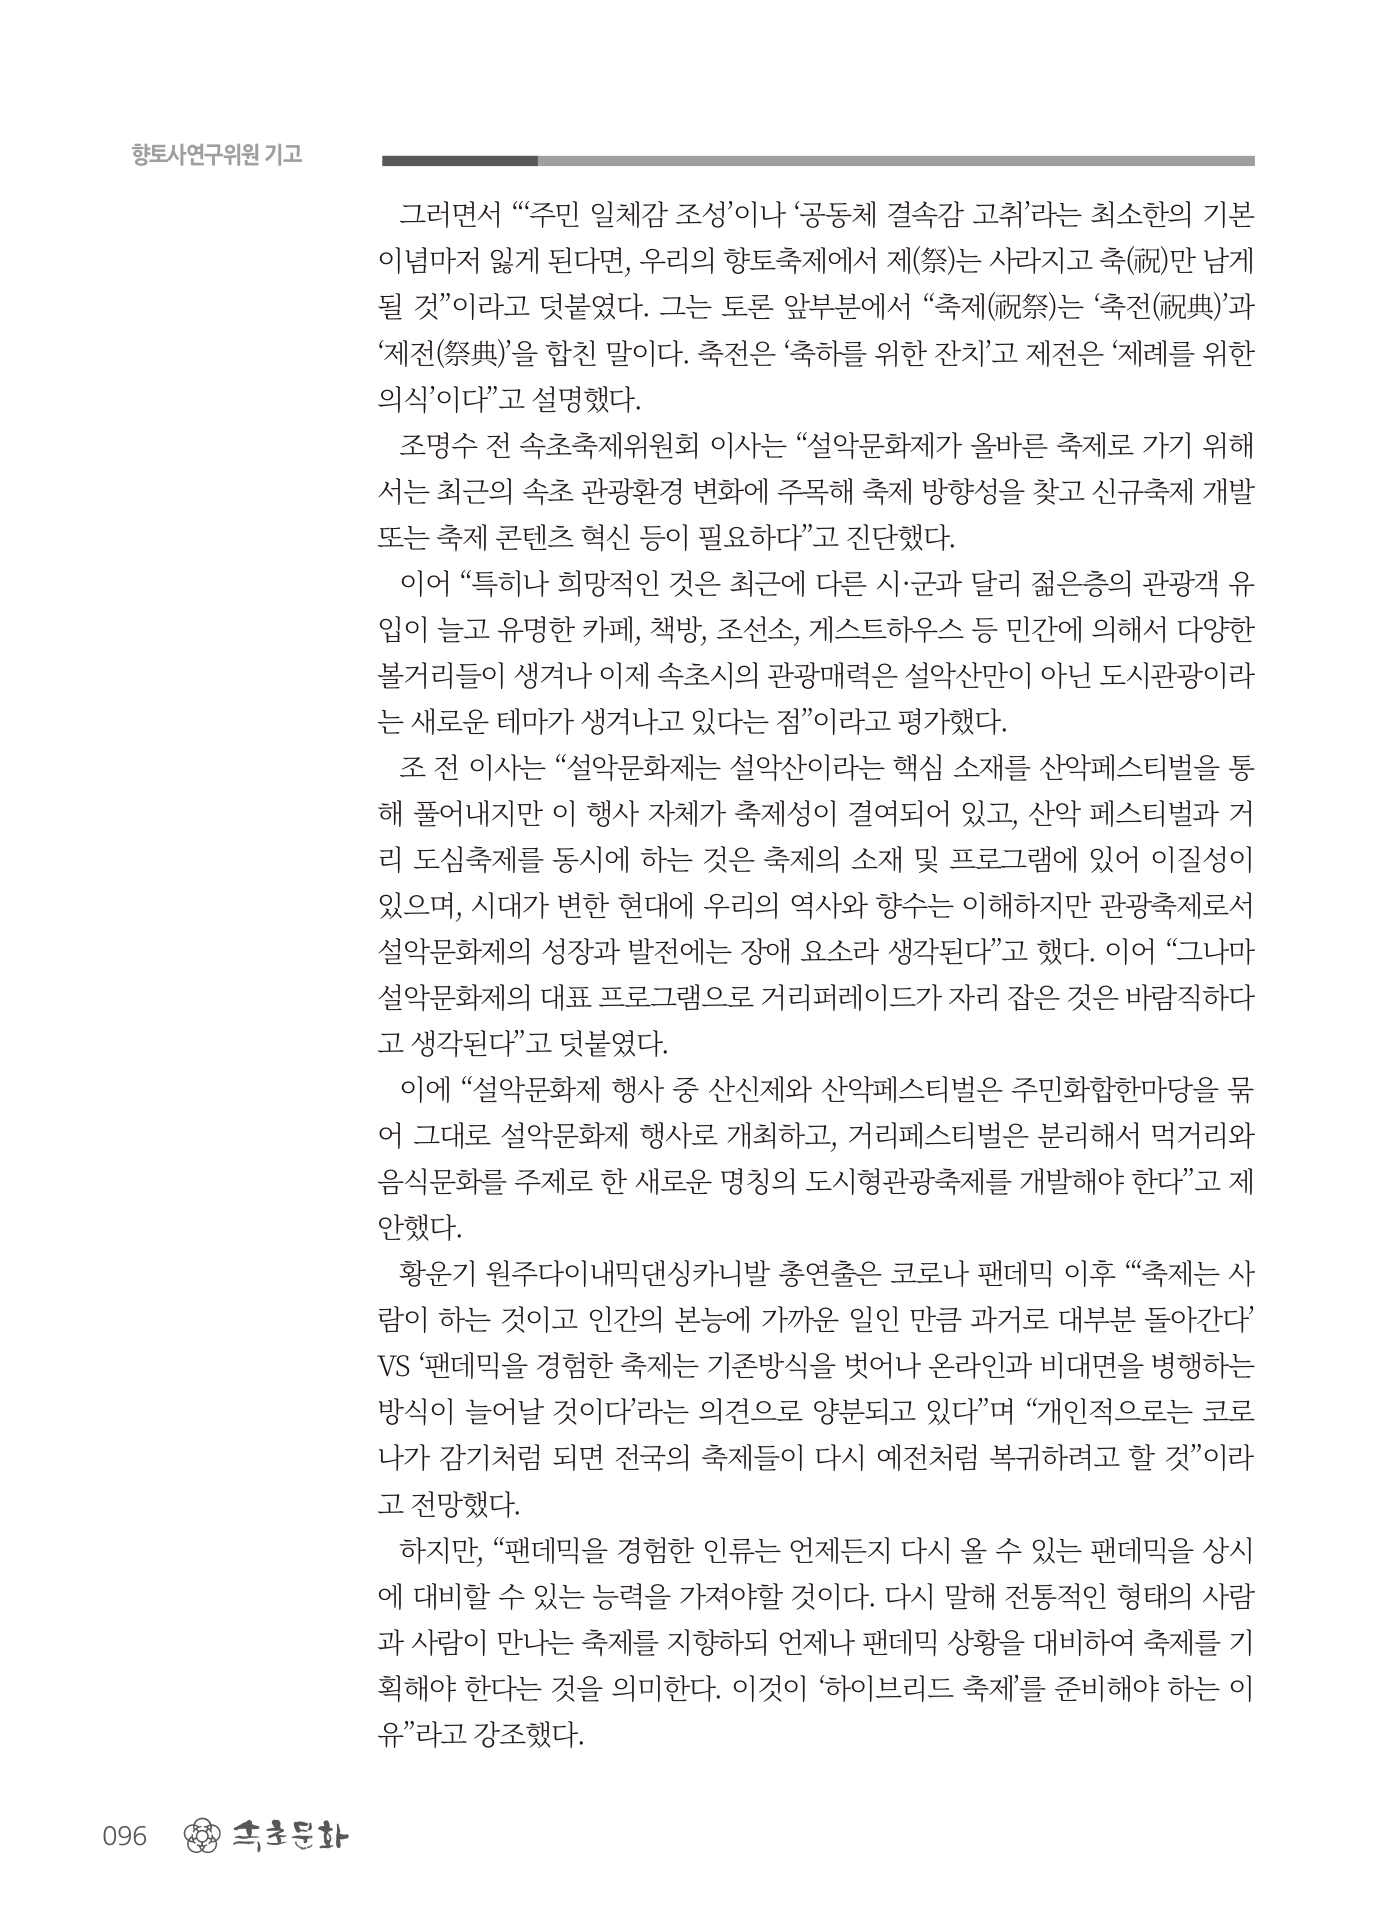 향토사연구위원 기고
그러면서 “‘주민 일체감 조성’이나 ‘공동체 결속감 고취’라는 최소한의 기본
이념마저 잃게 된다면, 우리의 향토축제에서 제(祭)는 사라지고 축(祝)만 남게
될 것”이라고 덧붙였다. 그는 토론 앞부분에서 “축제(祝祭)는 ‘축전(祝典)’과
‘제전(祭典)’을 합친 말이다. 축전은 ‘축하를 위한 잔치’고 제전은 ‘제례를 위한
의식’이다”고 설명했다.
조명수 전 속초축제위원회 이사는 “설악문화제가 올바른 축제로 가기 위해
서는 최근의 속초 관광환경 변화에 주목해 축제 방향성을 찾고 신규축제 개발
또는 축제 콘텐츠 혁신 등이 필요하다”고 진단했다.
이어 “특히나 희망적인 것은 최근에 다른 시·군과 달리 젊은층의 관광객 유
입이 늘고 유명한 카페, 책방, 조선소, 게스트하우스 등 민간에 의해서 다양한
볼거리들이 생겨나 이제 속초시의 관광매력은 설악산만이 아닌 도시관광이라
는 새로운 테마가 생겨나고 있다는 점”이라고 평가했다.
조 전 이사는 “설악문화제는 설악산이라는 핵심 소재를 산악페스티벌을 통
해 풀어내지만 이 행사 자체가 축제성이 결여되어 있고, 산악 페스티벌과 거
리 도심축제를 동시에 하는 것은 축제의 소재 및 프로그램에 있어 이질성이
있으며, 시대가 변한 현대에 우리의 역사와 향수는 이해하지만 관광축제로서
설악문화제의 성장과 발전에는 장애 요소라 생각된다”고 했다. 이어 “그나마
설악문화제의 대표 프로그램으로 거리퍼레이드가 자리 잡은 것은 바람직하다
고 생각된다”고 덧붙였다.
이에 “설악문화제 행사 중 산신제와 산악페스티벌은 주민화합한마당을 묶
어 그대로 설악문화제 행사로 개최하고, 거리페스티벌은 분리해서 먹거리와
음식문화를 주제로 한 새로운 명칭의 도시형관광축제를 개발해야 한다”고 제
안했다.
황운기 원주다이내믹댄싱카니발 총연출은 코로나 팬데믹 이후 “‘축제는 사
람이 하는 것이고 인간의 본능에 가까운 일인 만큼 과거로 대부분 돌아간다’
VS ‘팬데믹을 경험한 축제는 기존방식을 벗어나 온라인과 비대면을 병행하는
방식이 늘어날 것이다’라는 의견으로 양분되고 있다”며 “개인적으로는 코로
나가 감기처럼 되면 전국의 축제들이 다시 예전처럼 복귀하려고 할 것”이라
고 전망했다.
하지만, “팬데믹을 경험한 인류는 언제든지 다시 올 수 있는 팬데믹을 상시
에 대비할 수 있는 능력을 가져야할 것이다. 다시 말해 전통적인 형태의 사람
과 사람이 만나는 축제를 지향하되 언제나 팬데믹 상황을 대비하여 축제를 기
획해야 한다는 것을 의미한다. 이것이 ‘하이브리드 축제’를 준비해야 하는 이
유”라고 강조했다.
096 속초문화